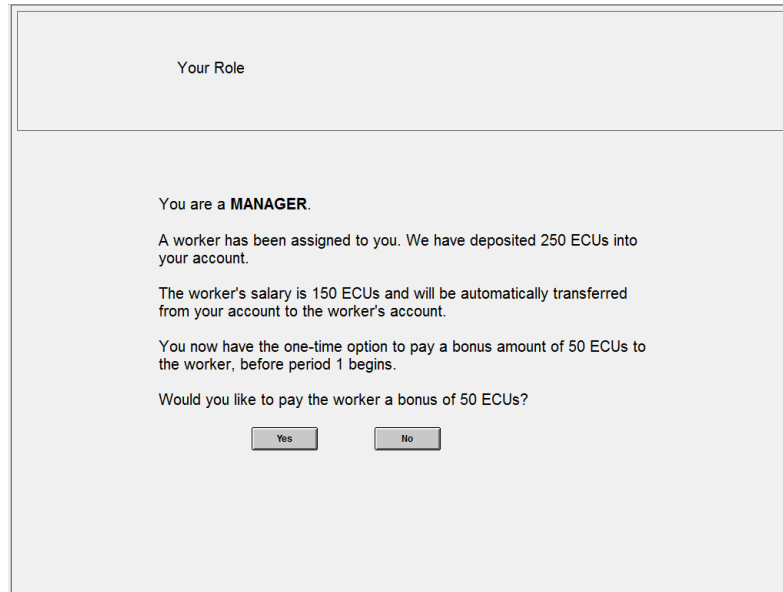 Your Role
You are a MANAGER.
A worker has been assigned to you. We have deposited 250 ECUs into
your account.
The worker's salary is 150 ECUs and will be automatically transferred
from your account to the worker's account.
You now have the one-time option to pay a bonus amount of 50 ECUs to
the worker, before period 1 begins.
Would you like to pay the worker a bonus of 50 ECUs?
Yes No